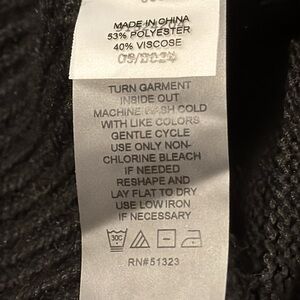 MADE IN CHINA
53% POLYESTER
40% VISCOSE
TURN GARMENT
INSIDE OUT
MACHINE WASH COLD
WITH LIKE COLORS
GENTLE CYCLE
USE ONLY NON-
CHLORINE BLEACH
IF NEEDED
RESHAPE AND
LAY FLAT TO DRY
USE LOW IRON
IF NECESSARY
30C
RN#51323